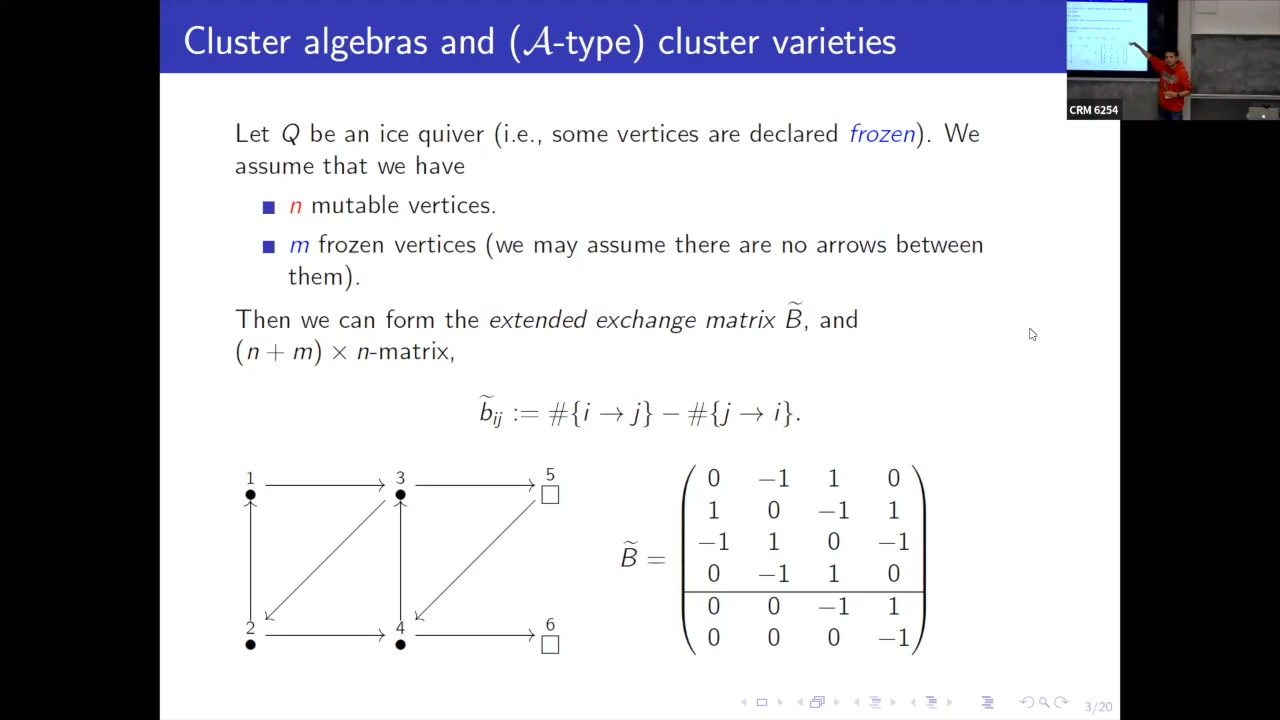 Cluster algebras and (𝒜-type) cluster varieties
CRM 6254
Let Q be an ice quiver (i.e., some vertices are declared frozen). We
assume that we have
n mutable vertices.
m frozen vertices (we may assume there are no arrows between
them).
Then we can form the extended exchange matrix B̃, and
(n + m) × n-matrix,
b̃ij := #{i → j} − #{j → i}.
1 3 5
2 4 6
B̃ =
0 −1 1 0
1 0 −1 1
−1 1 0 −1
0 −1 1 0
0 0 −1 1
0 0 0 −1
3/20